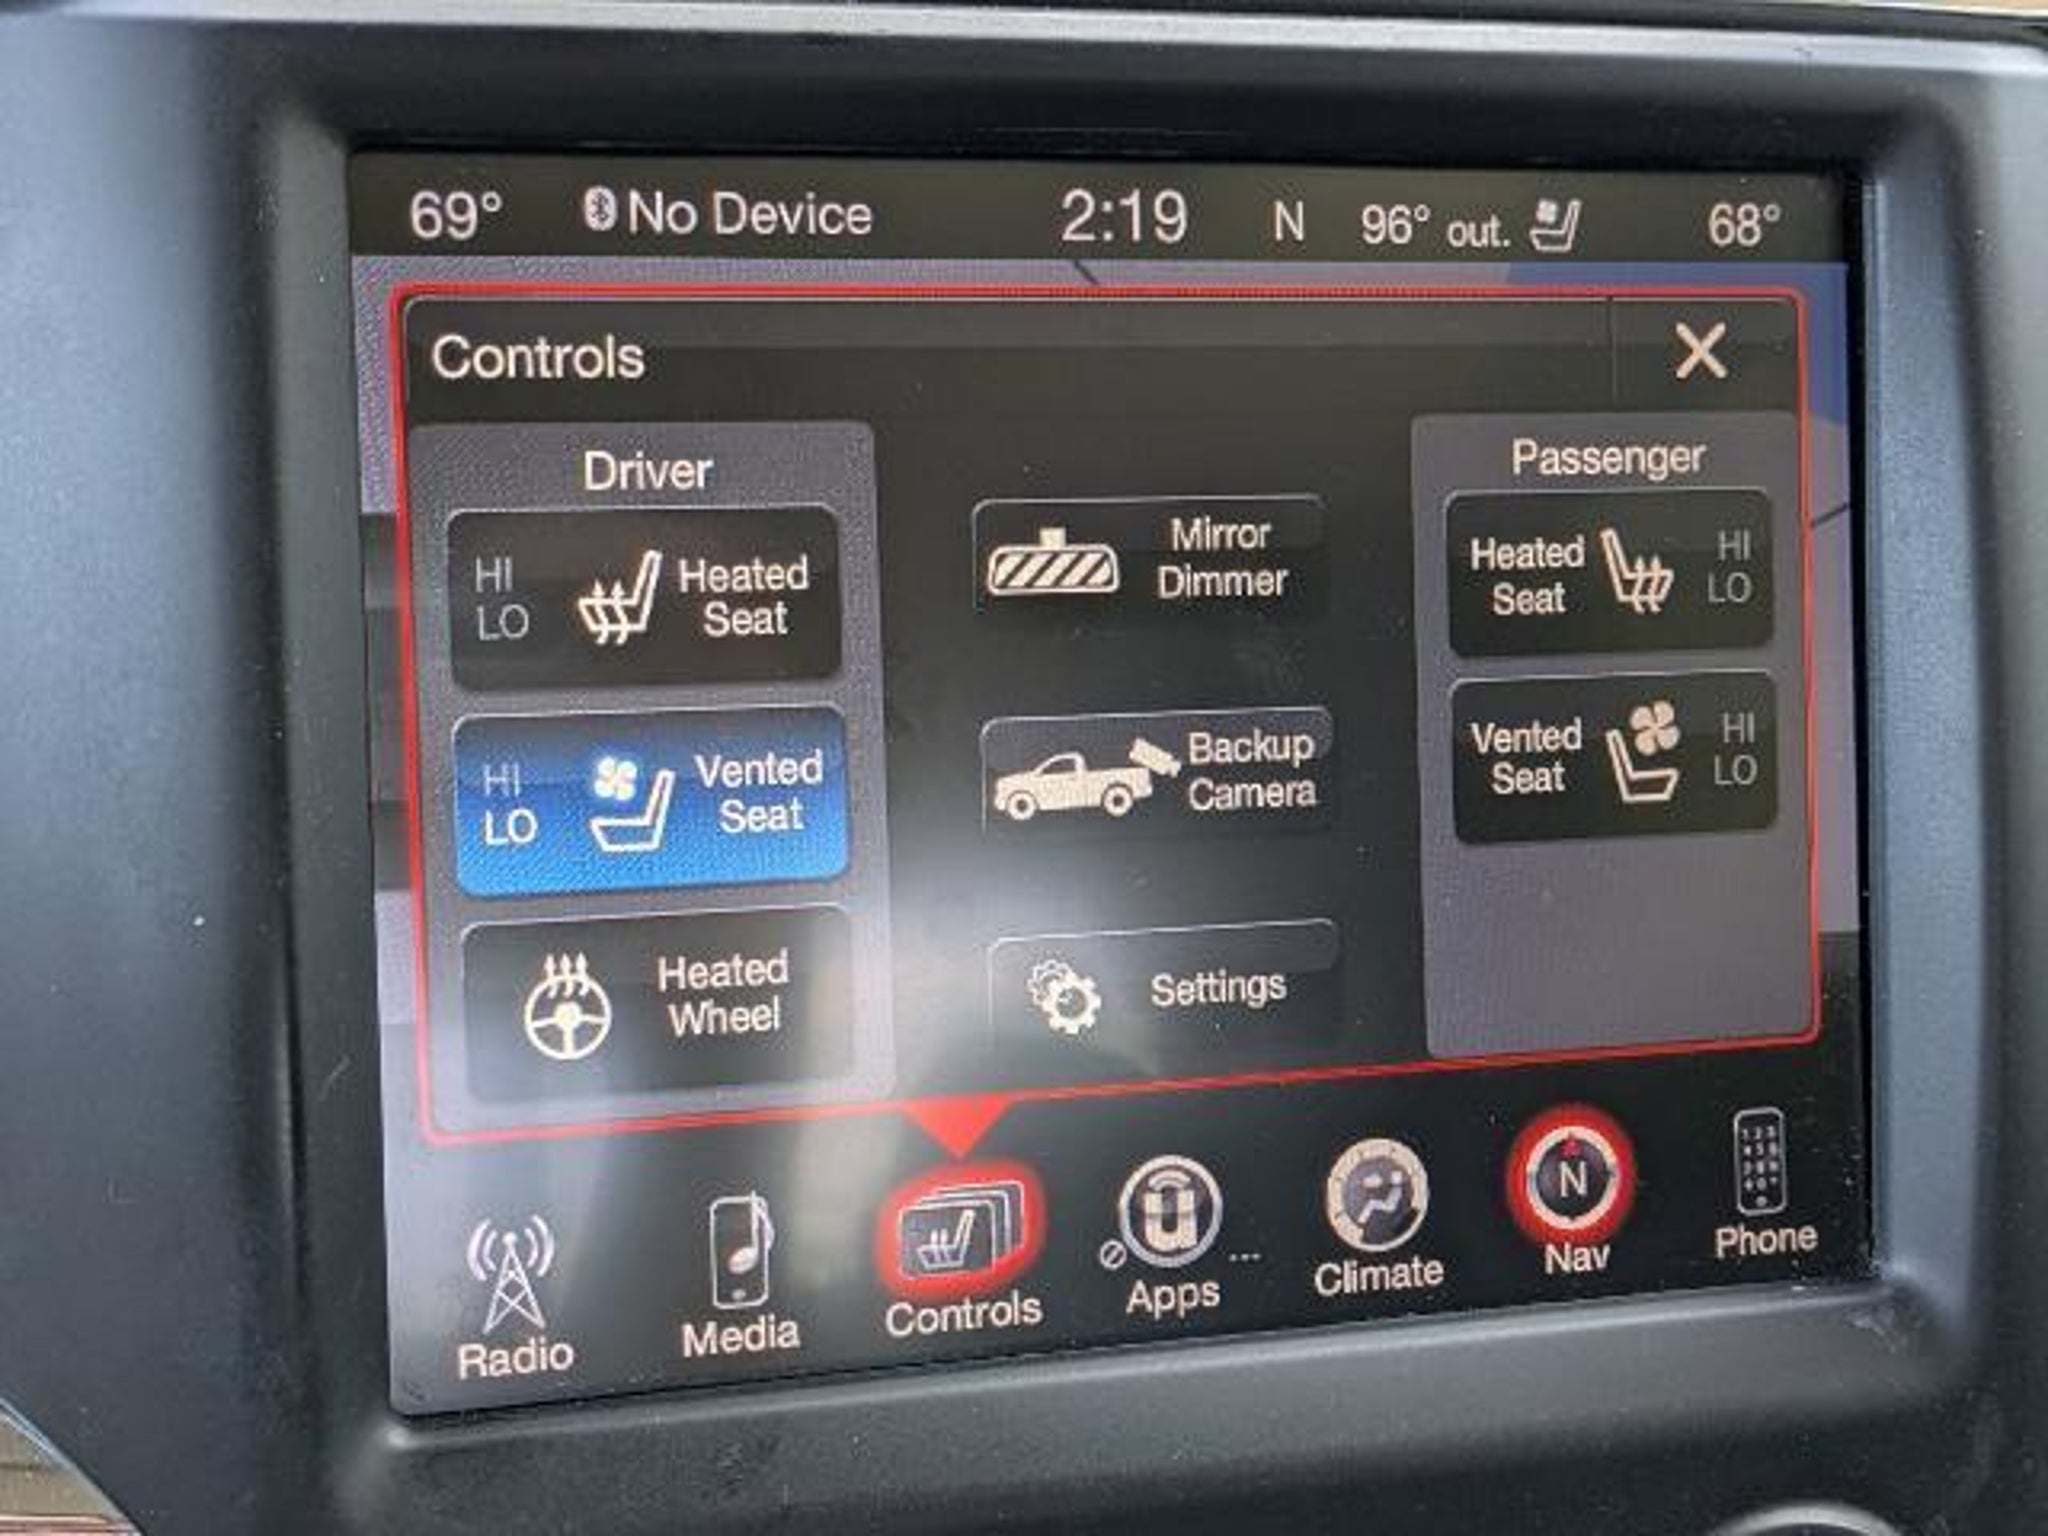 69° No Device 2:19 N 96° out. 68°
Controls
Driver
HI
LO
Heated
Seat
HI
LO
Vented
Seat
Heated
Wheel
Mirror
Dimmer
Backup
Camera
Settings
Passenger
Heated
Seat
HI
LO
Vented
Seat
HI
LO
Radio
Media
Controls
Apps ...
Climate
N
Nav
Phone